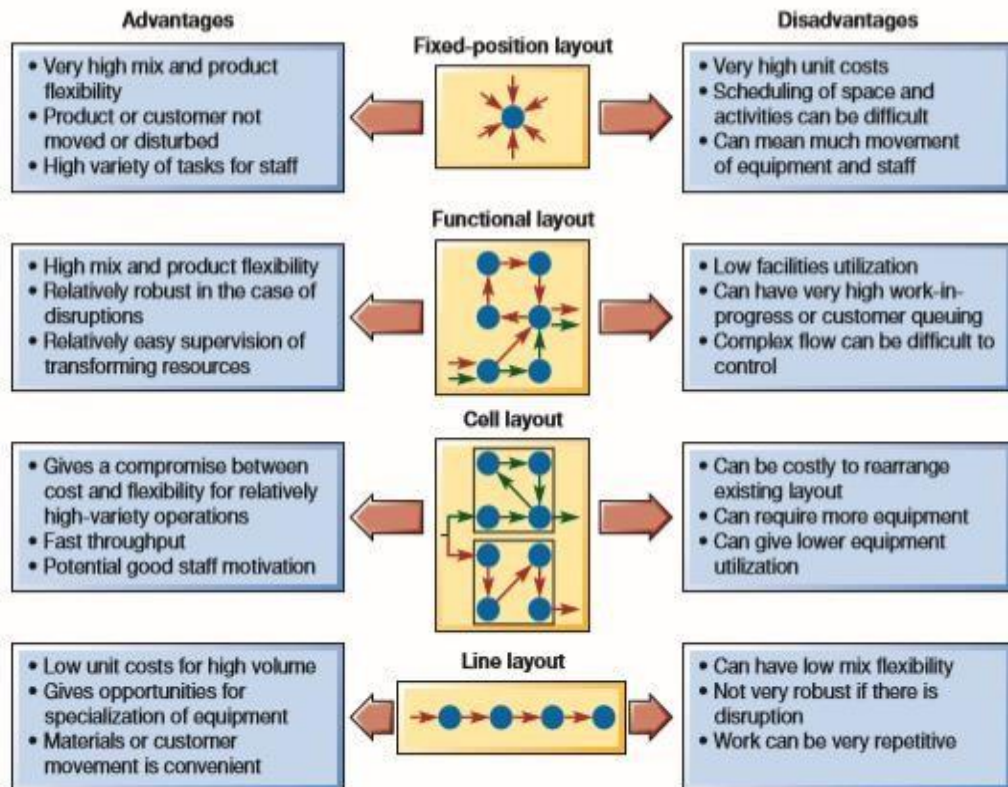 Advantages
Disadvantages
Fixed-position layout
• Very high mix and product
flexibility
• Product or customer not
moved or disturbed
• High variety of tasks for staff
• Very high unit costs
• Scheduling of space and
activities can be difficult
• Can mean much movement
of equipment and staff
Functional layout
• High mix and product flexibility
• Relatively robust in the case of
disruptions
• Relatively easy supervision of
transforming resources
• Low facilities utilization
• Can have very high work-in-
progress or customer queuing
• Complex flow can be difficult to
control
Cell layout
• Gives a compromise between
cost and flexibility for relatively
high-variety operations
• Fast throughput
• Potential good staff motivation
• Can be costly to rearrange
existing layout
• Can require more equipment
• Can give lower equipment
utilization
Line layout
• Low unit costs for high volume
• Gives opportunities for
specialization of equipment
• Materials or customer
movement is convenient
• Can have low mix flexibility
• Not very robust if there is
disruption
• Work can be very repetitive